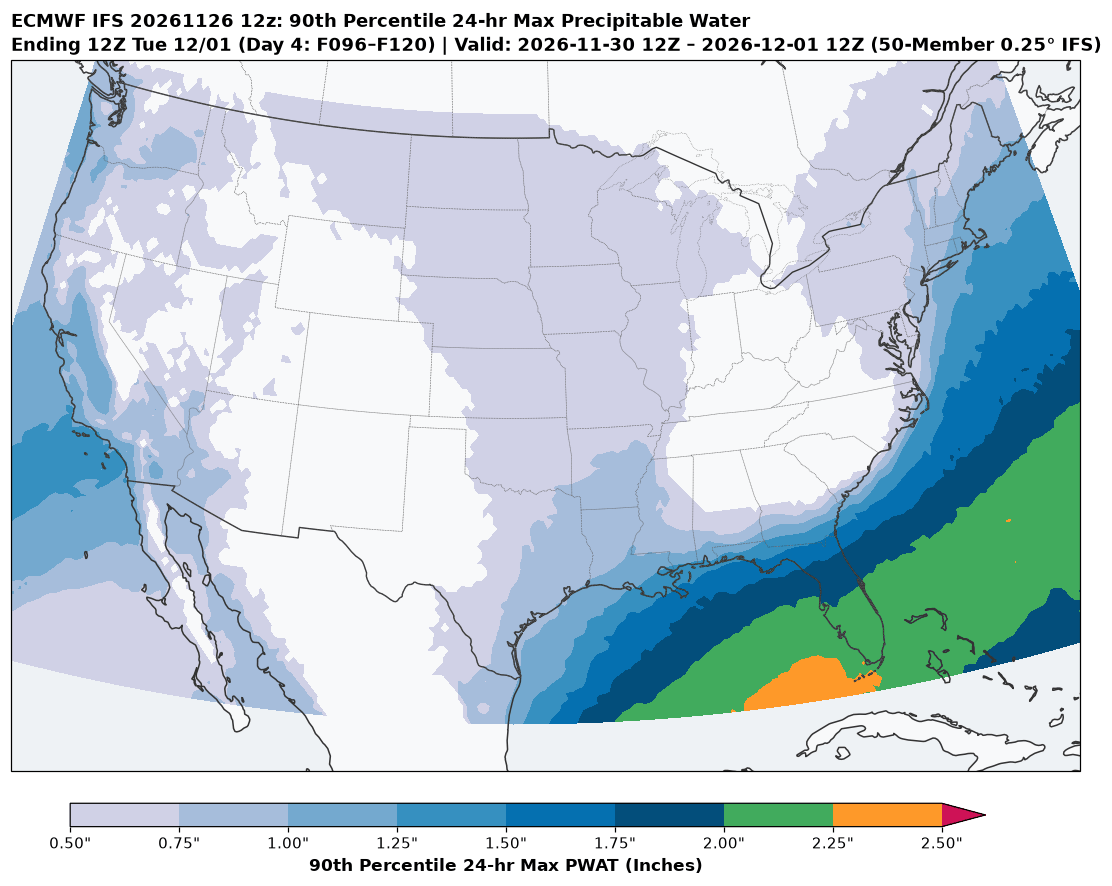 ECMWF IFS 20261126 12z: 90th Percentile 24-hr Max Precipitable Water
Ending 12Z Tue 12/01 (Day 4: F096–F120) | Valid: 2026-11-30 12Z – 2026-12-01 12Z (50-Member 0.25° IFS)
0.50" 0.75" 1.00" 1.25" 1.50" 1.75" 2.00" 2.25" 2.50"
90th Percentile 24-hr Max PWAT (Inches)